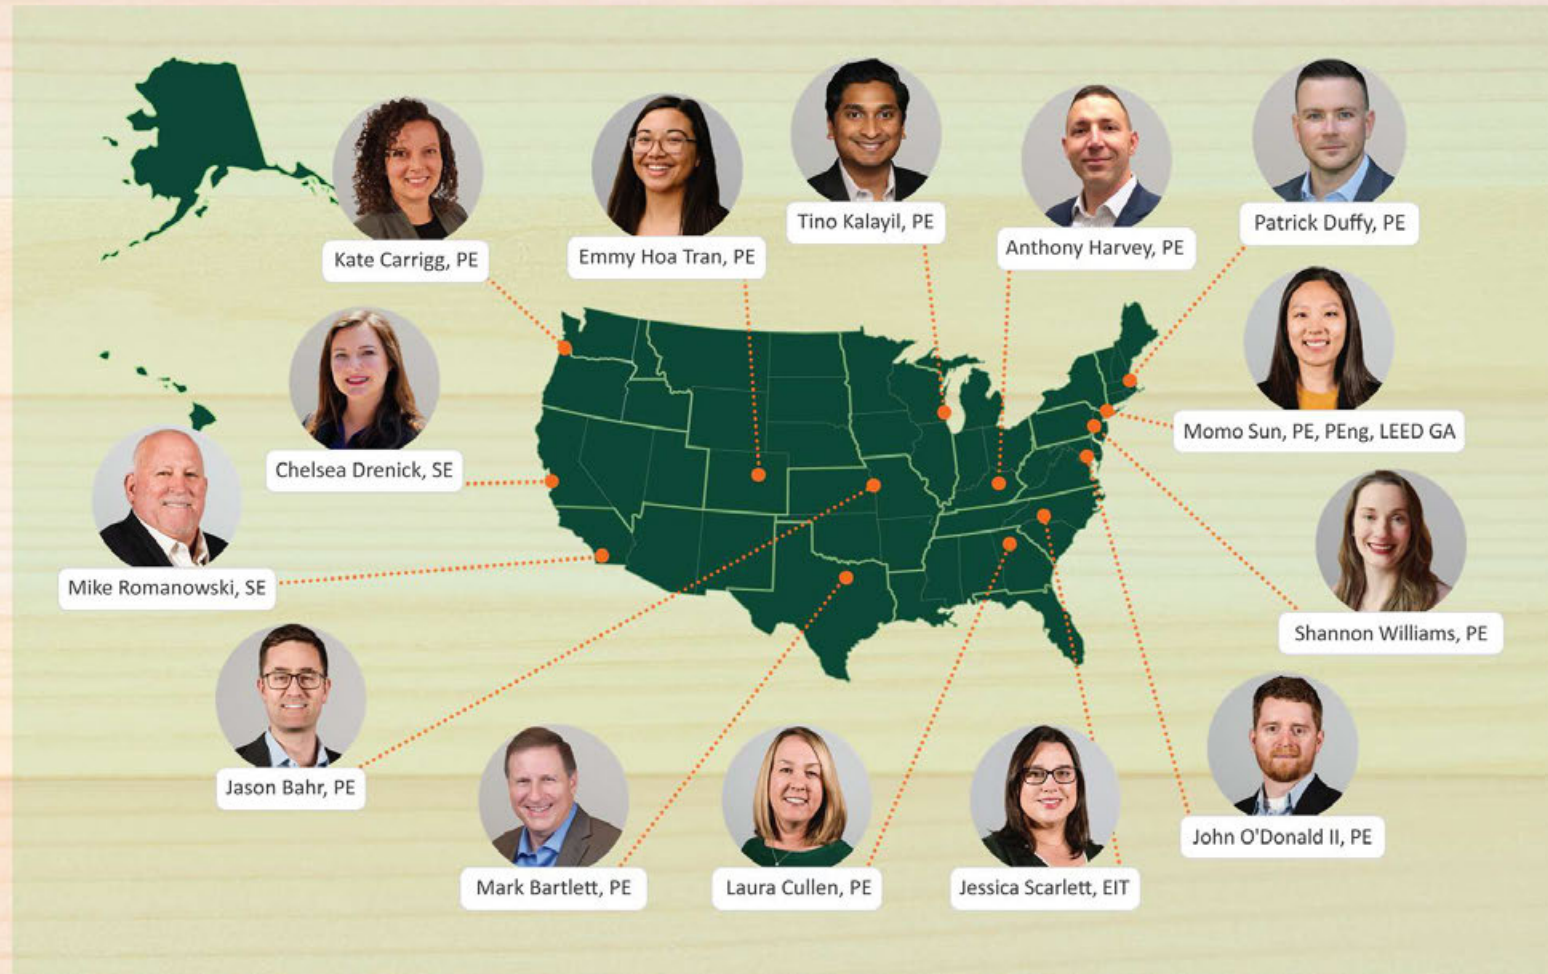 Tino Kalayil, PE
Patrick Duffy, PE
Anthony Harvey, PE
Emmy Hoa Tran, PE
Kate Carrigg, PE
Momo Sun, PE, PEng, LEED GA
Chelsea Drenick, SE
Mike Romanowski, SE
Shannon Williams, PE
Jason Bahr, PE
John O'Donald II, PE
Mark Bartlett, PE
Laura Cullen, PE
Jessica Scarlett, EIT